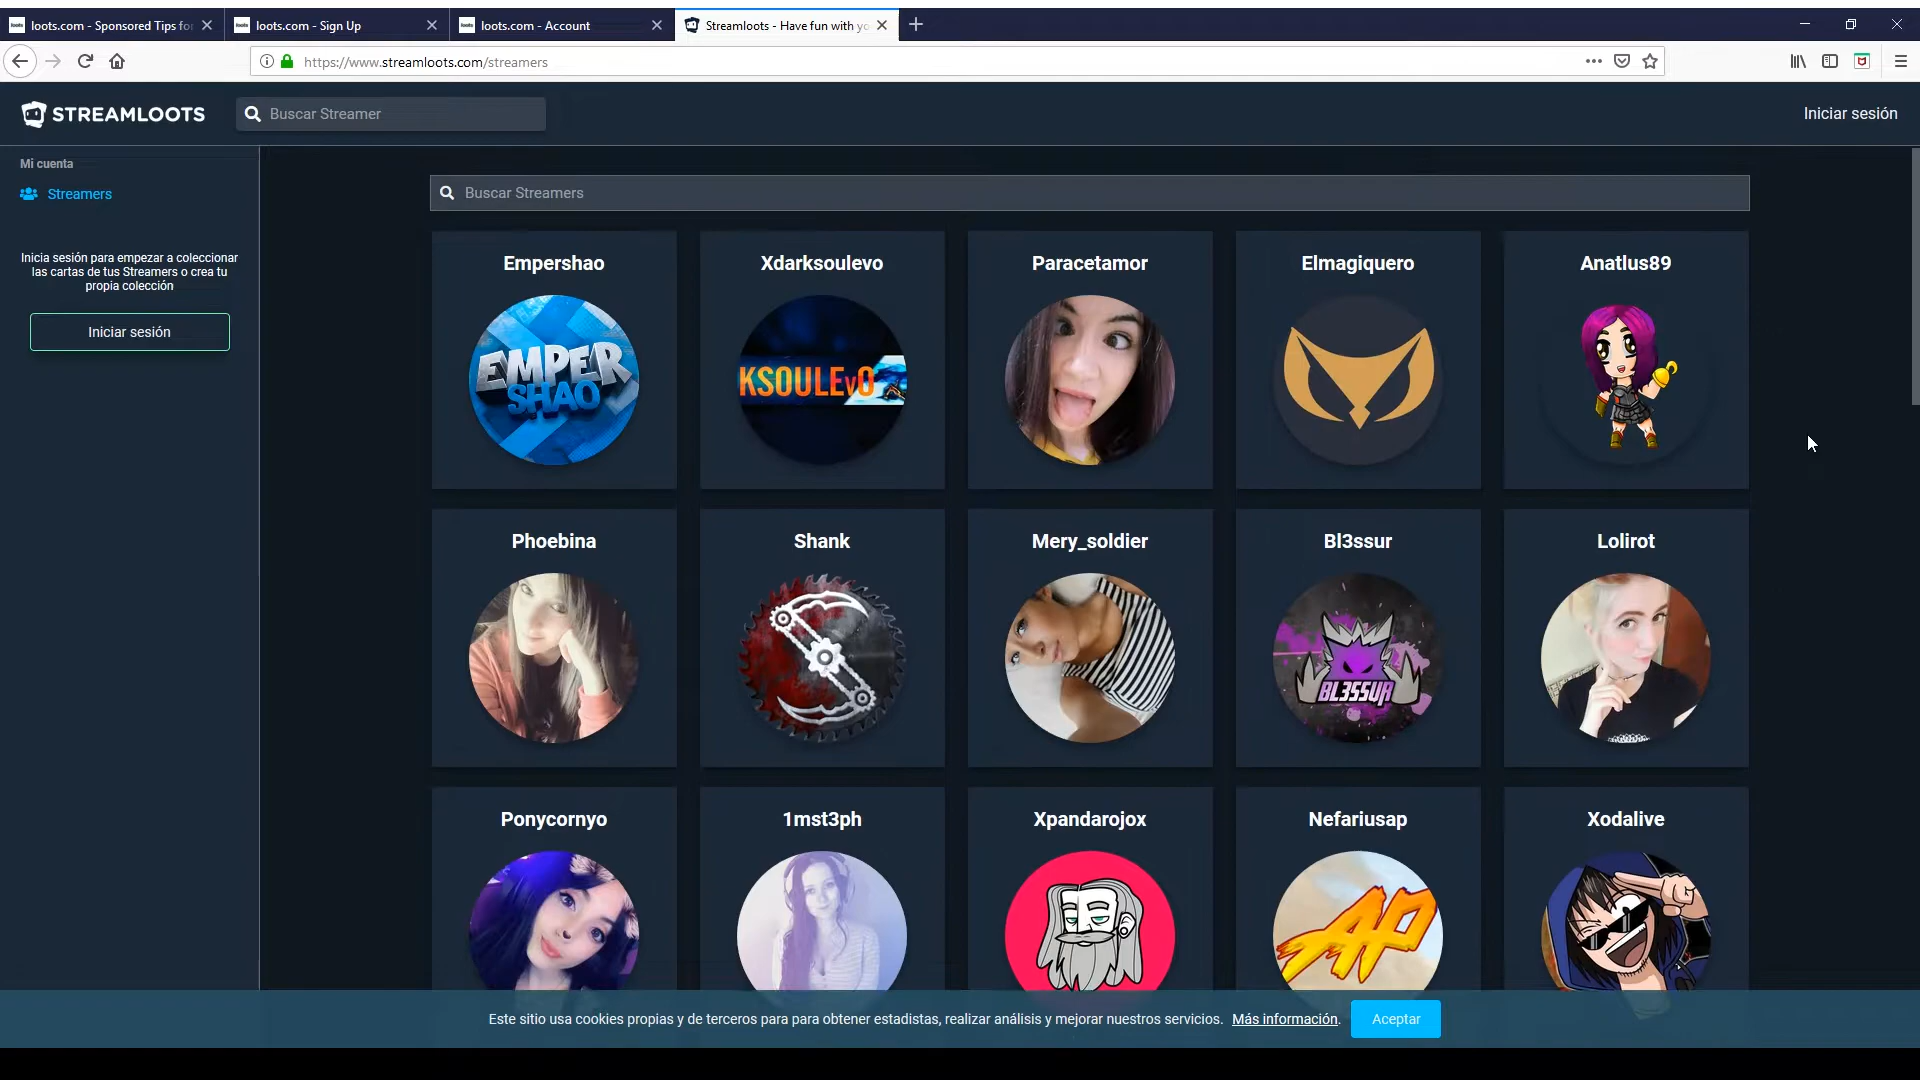 loots.com - Sponsored Tips fo
loots.com - Sign Up
loots.com - Account
Streamloots - Have fun with yo
https://www.streamloots.com/streamers
STREAMLOOTS
Buscar Streamer
Iniciar sesión
Mi cuenta
Streamers
Inicia sesión para empezar a coleccionar
las cartas de tus Streamers o crea tu
propia colección
Iniciar sesión
Buscar Streamers
Empershao
Xdarksoulevo
Paracetamor
Elmagiquero
Anatlus89
EMPER
SHAO
KSOULEvO
Phoebina
Shank
Mery_soldier
Bl3ssur
Lolirot
BL3SSUR
Ponycornyo
1mst3ph
Xpandarojox
Nefariusap
Xodalive
AP
Este sitio usa cookies propias y de terceros para para obtener estadistas, realizar análisis y mejorar nuestros servicios. Más información.
Aceptar